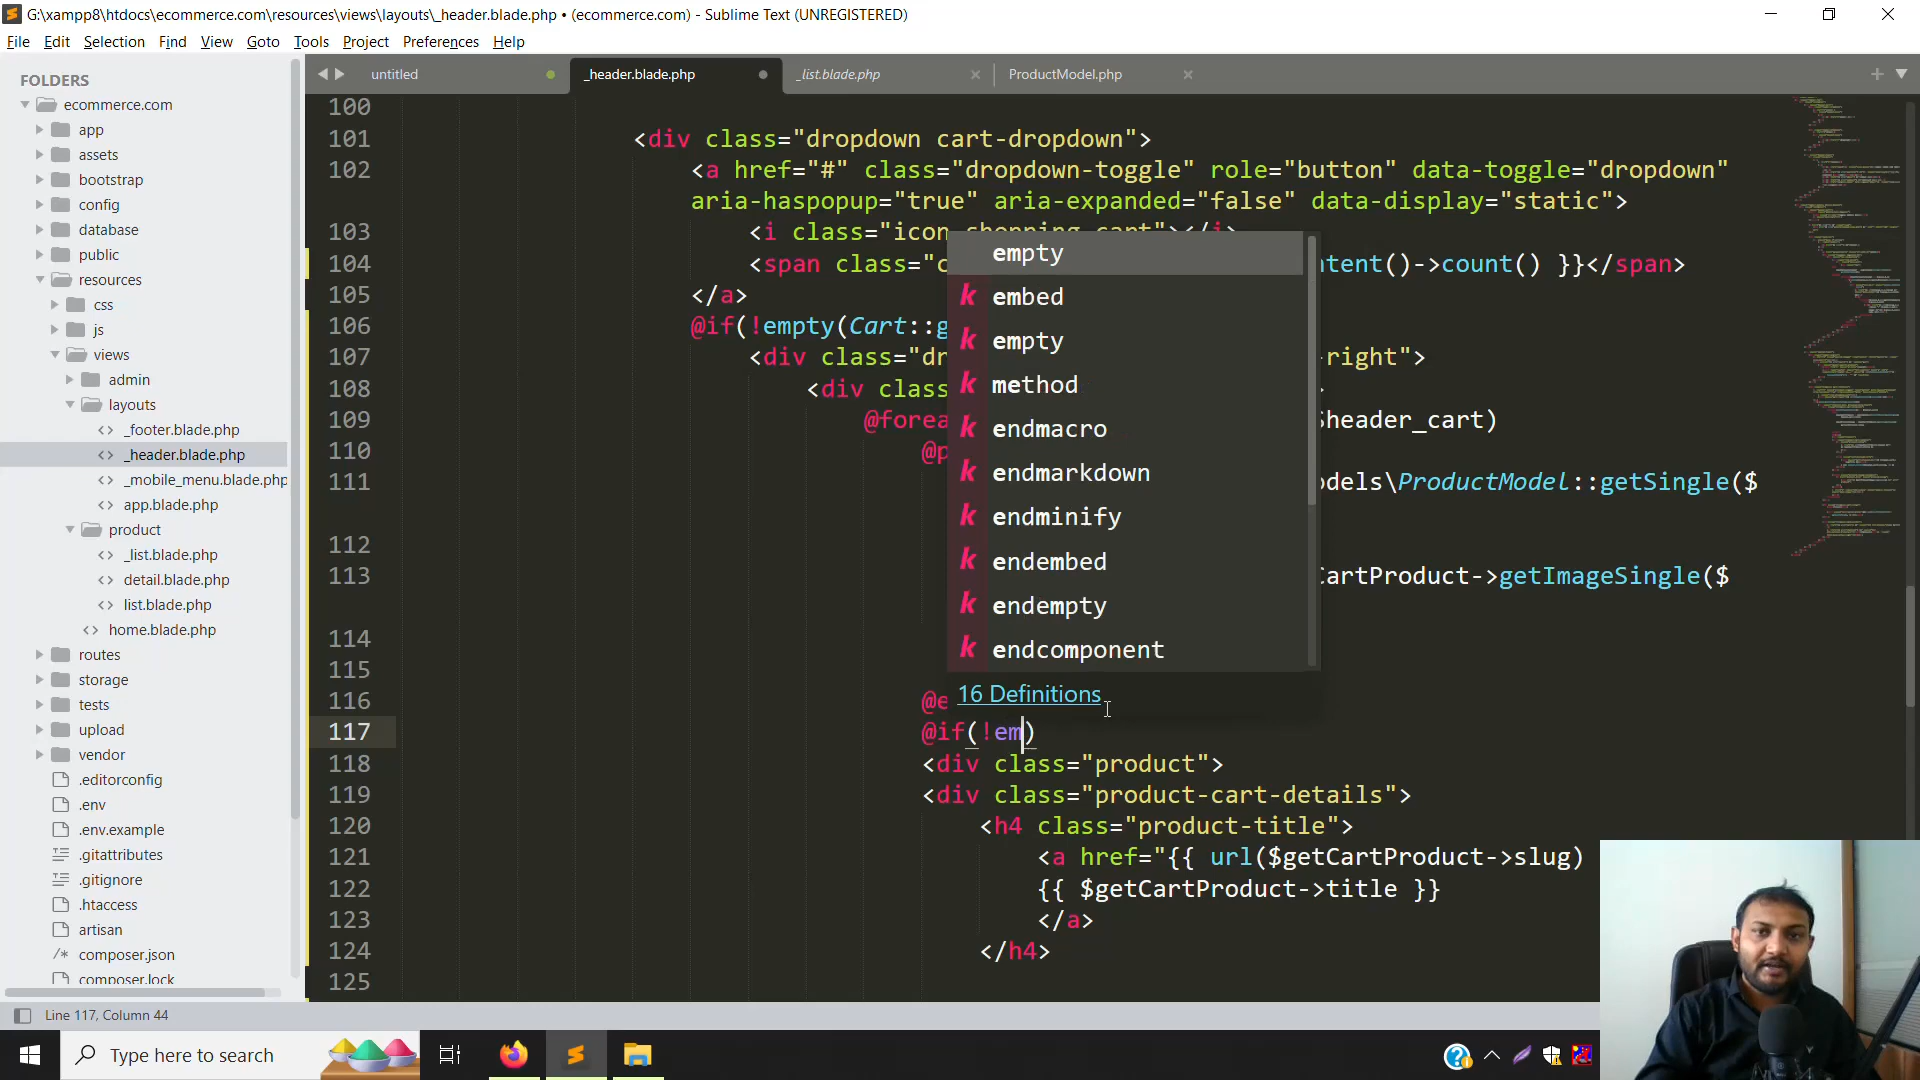 G:\xampp8\htdocs\ecommerce.com\resources\views\layouts\_header.blade.php • (ecommerce.com) - Sublime Text (UNREGISTERED)
File Edit Selection Find View Goto Tools Project Preferences Help
FOLDERS
ecommerce.com
app
assets
bootstrap
config
database
public
resources
css
js
views
admin
layouts
_footer.blade.php
_header.blade.php
_mobile_menu.blade.php
app.blade.php
product
_list.blade.php
detail.blade.php
list.blade.php
home.blade.php
routes
storage
tests
upload
vendor
.editorconfig
.env
.env.example
.gitattributes
.gitignore
.htaccess
artisan
composer.json
composer.lock
untitled _header.blade.php _list.blade.php ProductModel.php
100
101 <div class="dropdown cart-dropdown">
102 <a href="#" class="dropdown-toggle" role="button" data-toggle="dropdown"
aria-haspopup="true" aria-expanded="false" data-display="static">
103 <i class="icon-shopping-cart"></i>
104 <span class="c tent()->count() }}</span>
105 </a>
106 @if(!empty(Cart::g
107 <div class="dr -right">
108 <div class
109 @forea $header_cart)
110 @p
111 dels\ProductModel::getSingle($
112
113 CartProduct->getImageSingle($
114
115
116 @e
117 @if(!em)
118 <div class="product">
119 <div class="product-cart-details">
120 <h4 class="product-title">
121 <a href="{{ url($getCartProduct->slug)
122 {{ $getCartProduct->title }}
123 </a>
124 </h4>
125
empty
k embed
k empty
k method
k endmacro
k endmarkdown
k endminify
k endembed
k endempty
k endcomponent
16 Definitions
Line 117, Column 44
Type here to search